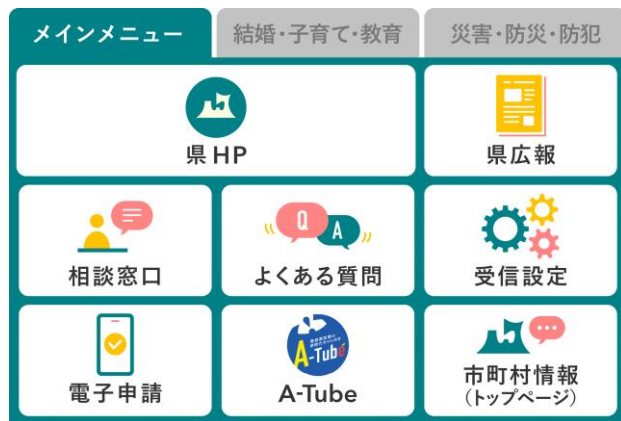 メインメニュー
結婚・子育て・教育
災害・防災・防犯
県HP
県広報
相談窓口
Q A
よくある質問
受信設定
電子申請
A-Tube
A-Tube
市町村情報
(トップページ)